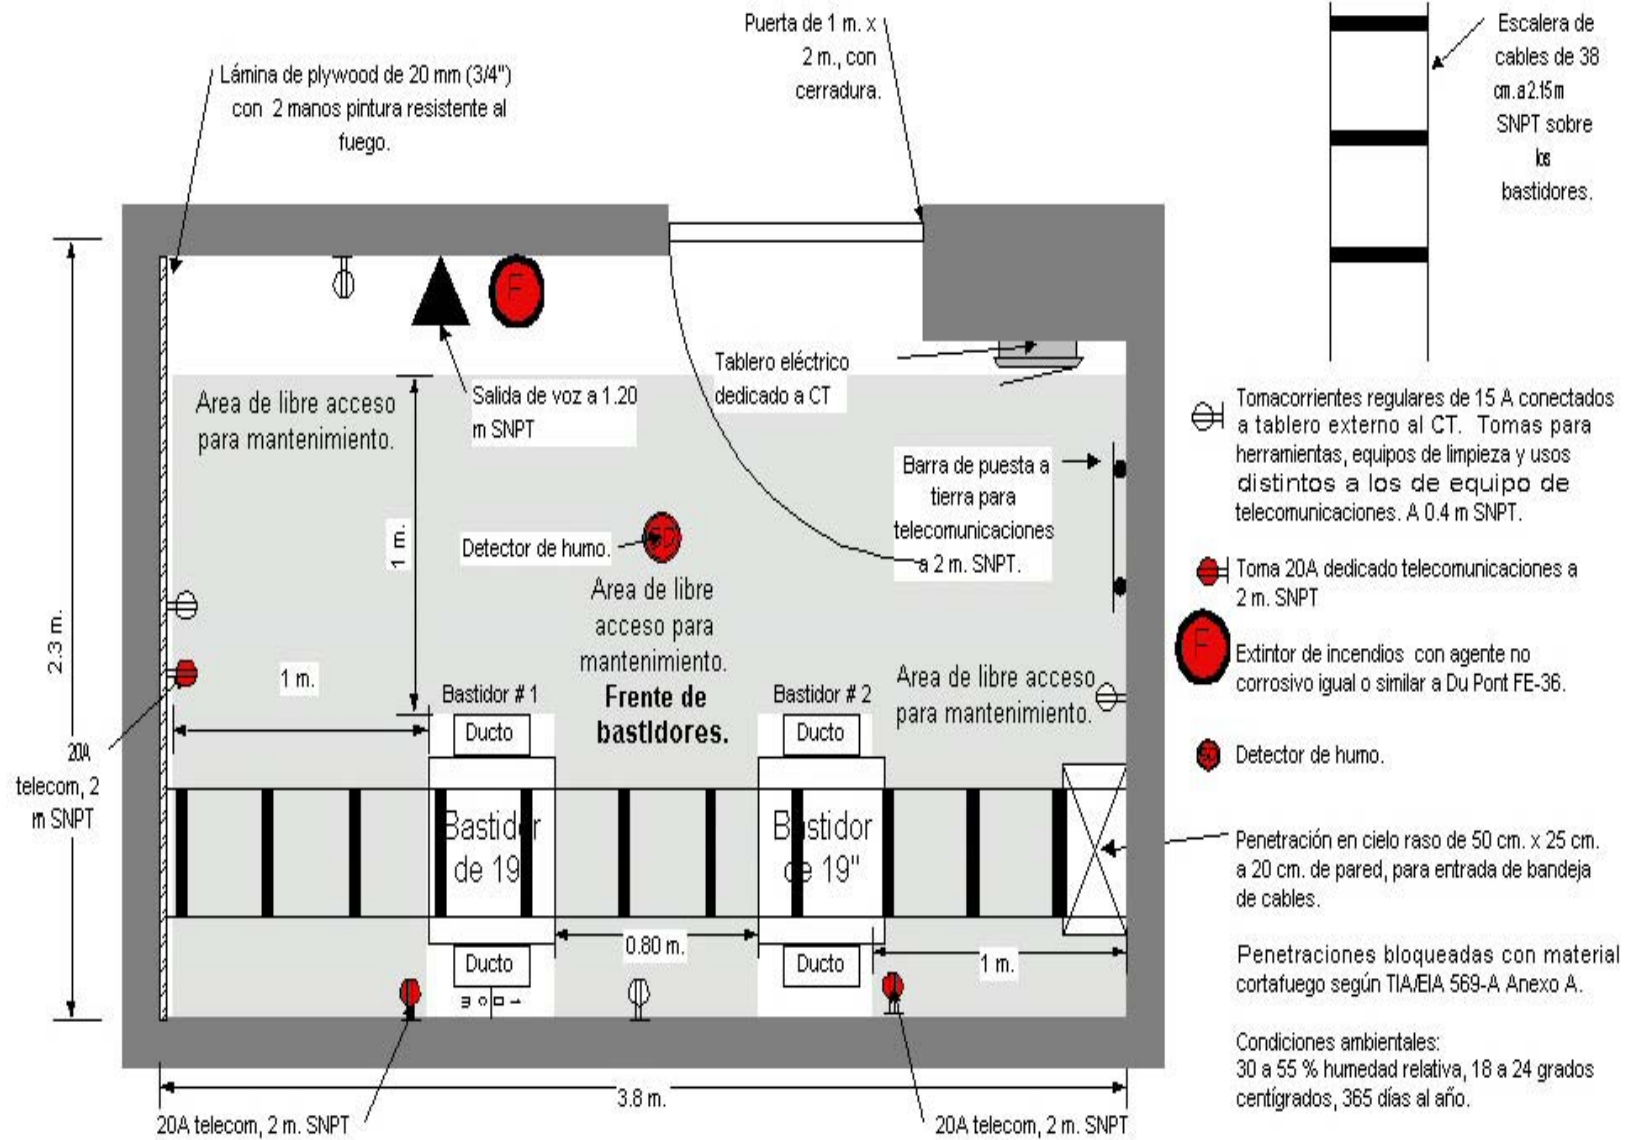 Lámina de plywood de 20 mm (3/4")
con 2 manos pintura resistente al
fuego.
Puerta de 1 m. x
2 m., con
cerradura.
Escalera de
cables de 38
cm. a 2.15 m
SNPT sobre
los
bastidores.
F
Tablero eléctrico
dedicado a CT
Salida de voz a 1.20
m SNPT
Area de libre acceso
para mantenimiento.
1 m.
Barra de puesta a
tierra para
telecomunicaciones
a 2 m. SNPT.
Detector de humo.
Area de libre
acceso para
mantenimiento.
Frente de
bastidores.
Area de libre acceso
para mantenimiento.
2.3 m.
1 m.
20A
telecom, 2
m SNPT
Bastidor # 1
Ducto
Bastidor # 2
Ducto
Bastidor
de 19
Bastidor
de 19"
0.80 m.
1 m.
Ducto
Ducto
3.8 m.
20A telecom, 2 m. SNPT
20A telecom, 2 m. SNPT
Tomacorrientes regulares de 15 A conectados
a tablero externo al CT. Tomas para
herramientas, equipos de limpieza y usos
distintos a los de equipo de
telecomunicaciones. A 0.4 m SNPT.
Toma 20A dedicado telecomunicaciones a
2 m. SNPT
F
Extintor de incendios con agente no
corrosivo igual o similar a Du Pont FE-36.
Detector de humo.
Penetración en cielo raso de 50 cm. x 25 cm.
a 20 cm. de pared, para entrada de bandeja
de cables.
Penetraciones bloqueadas con material
cortafuego según TIA/EIA 569-A Anexo A.
Condiciones ambientales:
30 a 55 % humedad relativa, 18 a 24 grados
centígrados, 365 días al año.